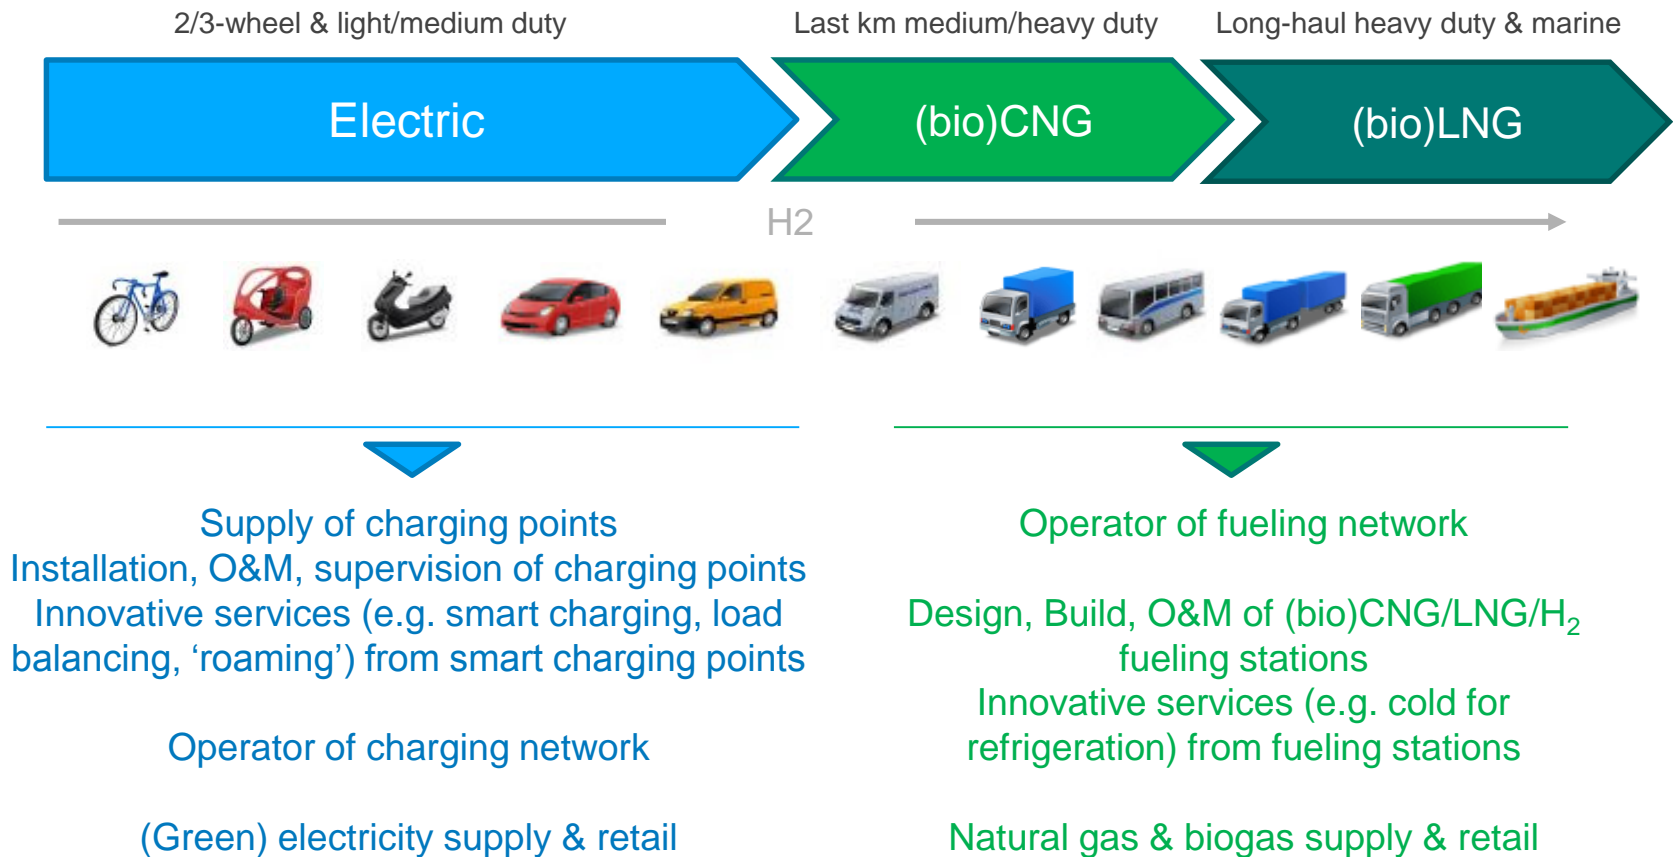 2/3-wheel & light/medium duty
Last km medium/heavy duty
Long-haul heavy duty & marine
Electric
(bio)CNG
(bio)LNG
H2
Supply of charging points
Installation, O&M, supervision of charging points
Innovative services (e.g. smart charging, load
balancing, ‘roaming’) from smart charging points
Operator of charging network
(Green) electricity supply & retail
Operator of fueling network
Design, Build, O&M of (bio)CNG/LNG/H₂
fueling stations
Innovative services (e.g. cold for
refrigeration) from fueling stations
Natural gas & biogas supply & retail